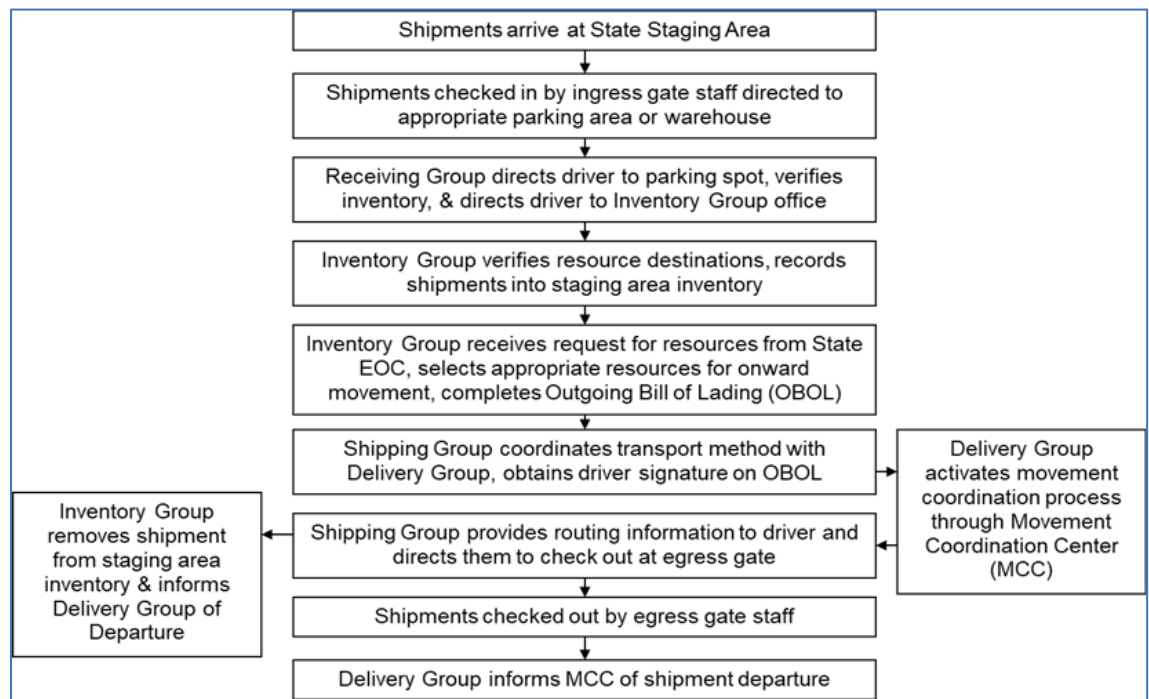 Shipments arrive at State Staging Area
Shipments checked in by ingress gate staff directed to
appropriate parking area or warehouse
Receiving Group directs driver to parking spot, verifies
inventory, & directs driver to Inventory Group office
Inventory Group verifies resource destinations, records
shipments into staging area inventory
Inventory Group receives request for resources from State
EOC, selects appropriate resources for onward
movement, completes Outgoing Bill of Lading (OBOL)
Shipping Group coordinates transport method with
Delivery Group, obtains driver signature on OBOL
Delivery Group
activates movement
coordination process
through Movement
Coordination Center
(MCC)
Shipping Group provides routing information to driver and
directs them to check out at egress gate
Inventory Group
removes shipment
from staging area
inventory & informs
Delivery Group of
Departure
Shipments checked out by egress gate staff
Delivery Group informs MCC of shipment departure